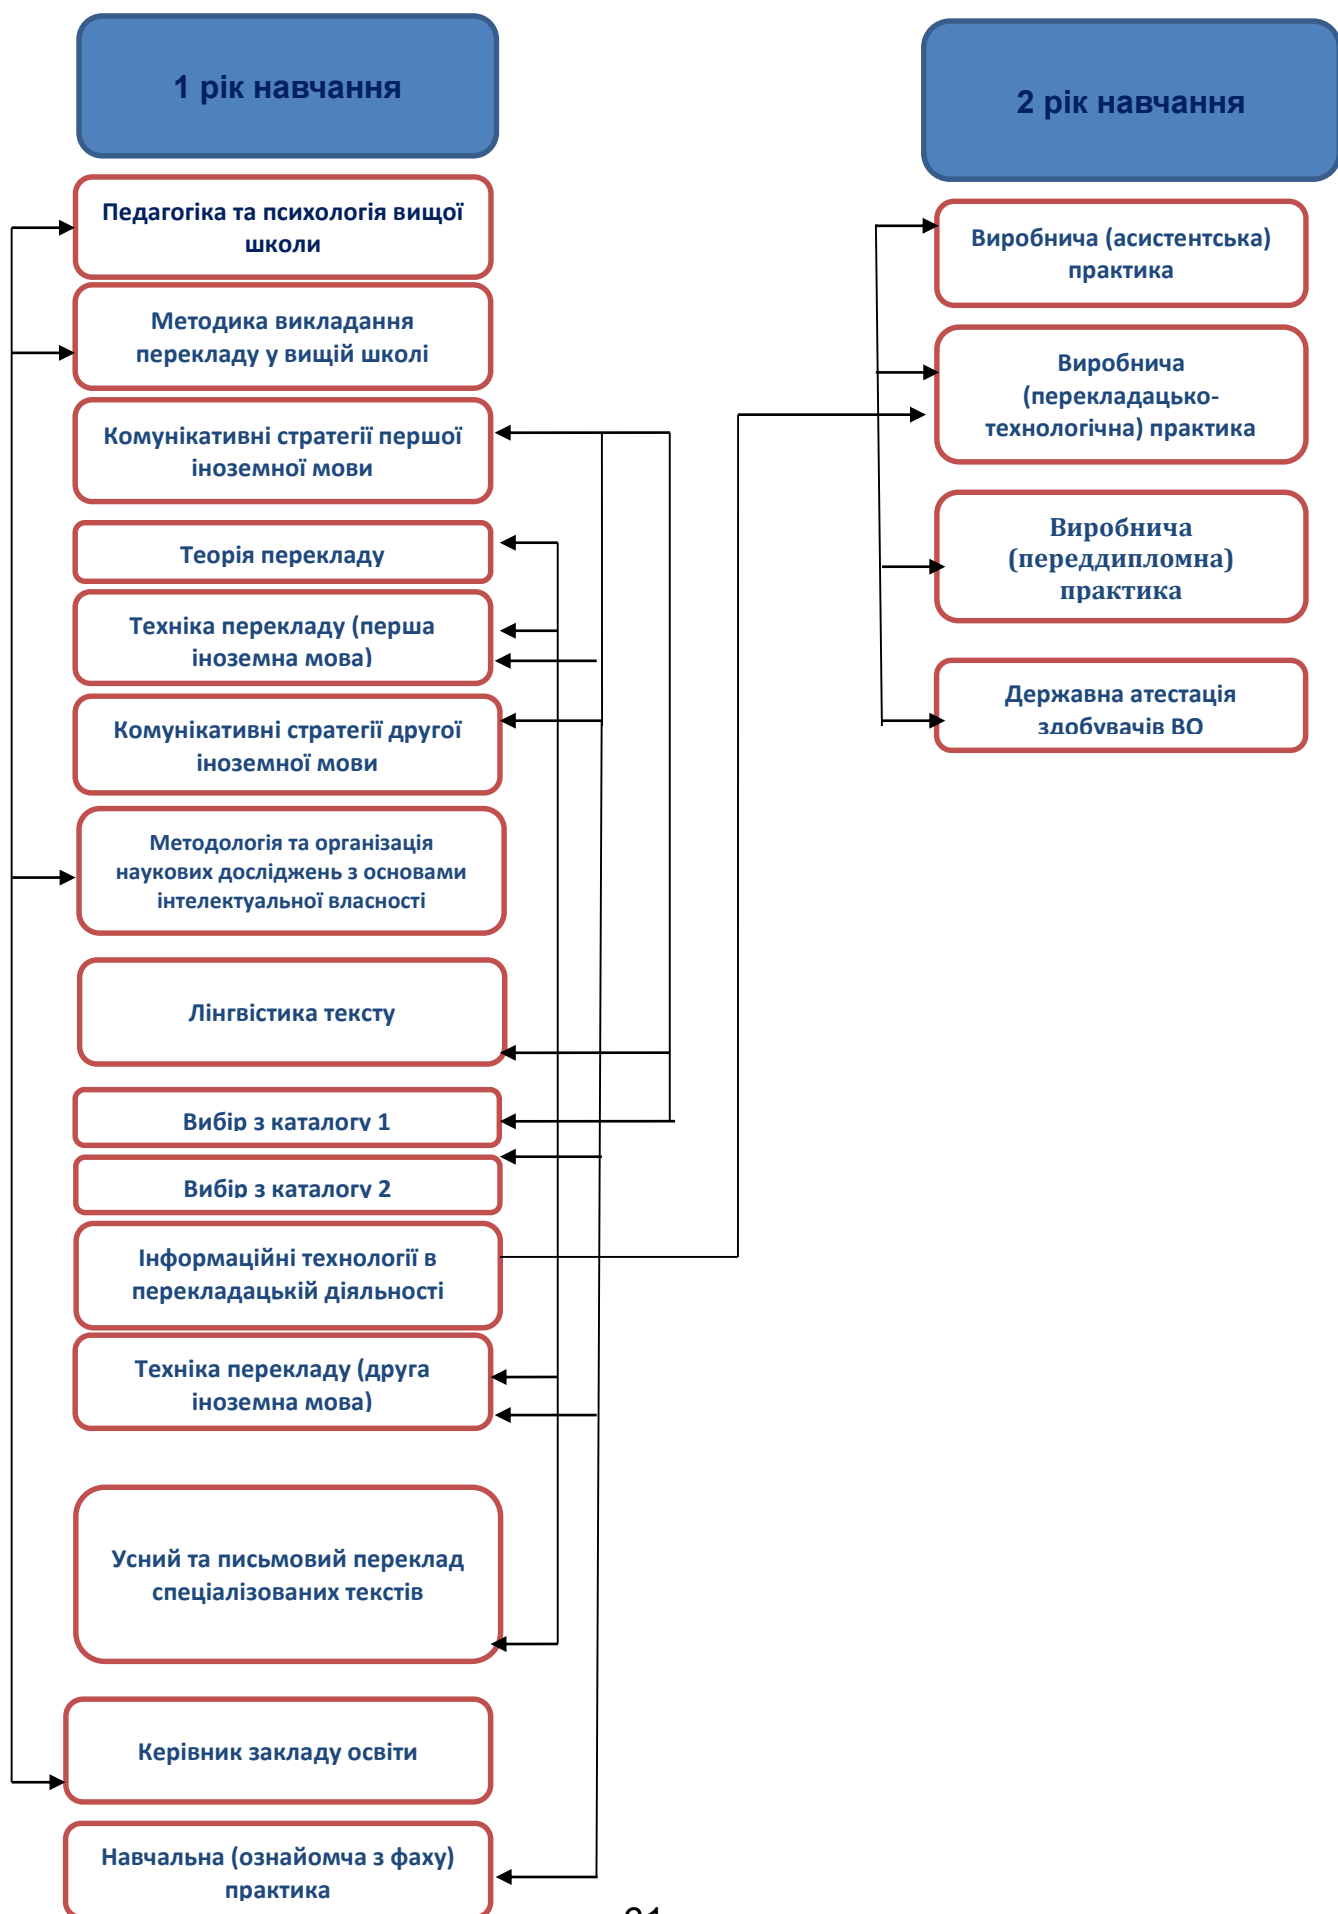 1 рік навчання
Педагогіка та психологія вищої
школи
Методика викладання
перекладу у вищій школі
Комунікативні стратегії першої
іноземної мови
Теорія перекладу
Техніка перекладу (перша
іноземна мова)
Комунікативні стратегії другої
іноземної мови
Методологія та організація
наукових досліджень з основами
інтелектуальної власності
Лінгвістика тексту
Вибір з каталогу 1
Вибір з каталогу 2
Інформаційні технології в
перекладацькій діяльності
Техніка перекладу (друга
іноземна мова)
Усний та письмовий переклад
спеціалізованих текстів
Керівник закладу освіти
Навчальна (ознайомча з фаху)
практика
2 рік навчання
Виробнича (асистентська)
практика
Виробнича
(перекладацько-
технологічна) практика
Виробнича
(переддипломна)
практика
Державна атестація
здобувачів ВО